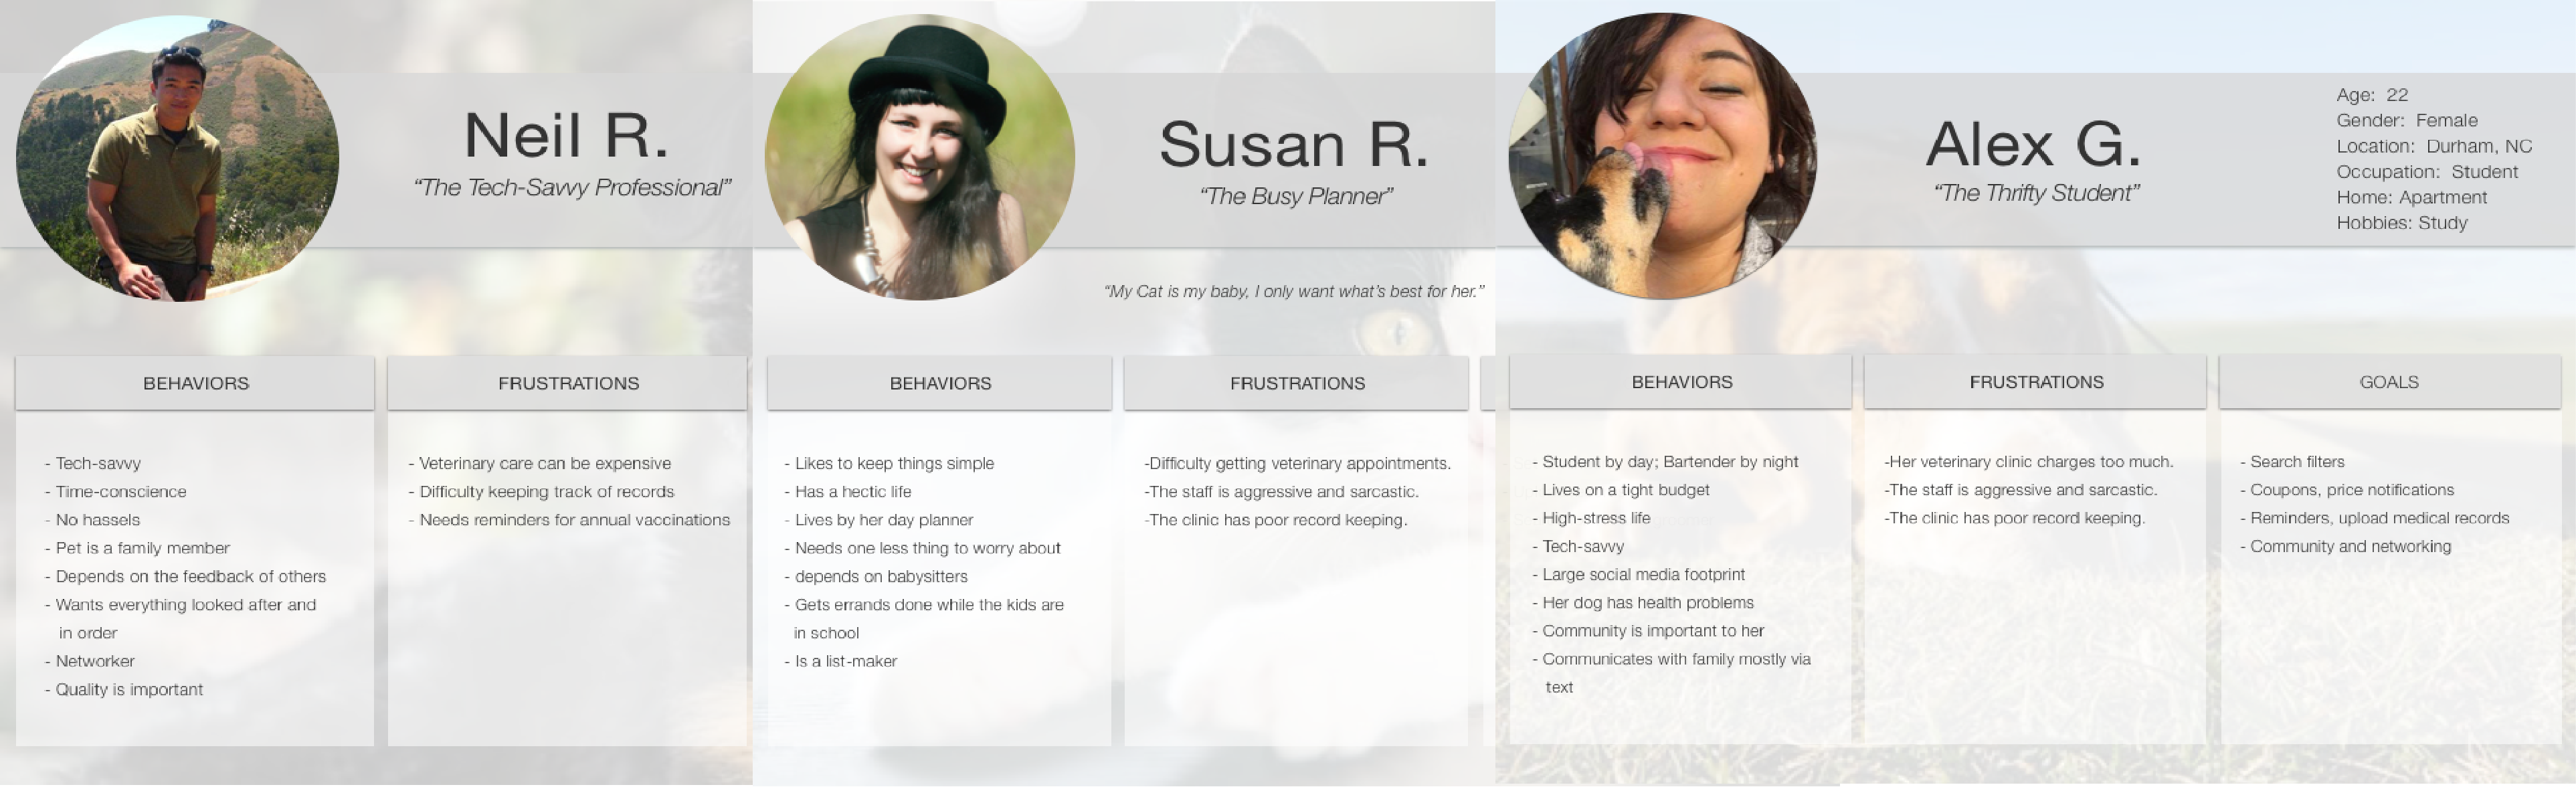 Neil R.
“The Tech-Savvy Professional”
BEHAVIORS
- Tech-savvy
- Time-conscience
- No hassels
- Pet is a family member
- Depends on the feedback of others
- Wants everything looked after and
in order
- Networker
- Quality is important
FRUSTRATIONS
- Veterinary care can be expensive
- Difficulty keeping track of records
- Needs reminders for annual vaccinations
Susan R.
“The Busy Planner”
“My Cat is my baby, I only want what’s best for her.”
BEHAVIORS
- Likes to keep things simple
- Has a hectic life
- Lives by her day planner
- Needs one less thing to worry about
- depends on babysitters
- Gets errands done while the kids are
in school
- Is a list-maker
FRUSTRATIONS
-Difficulty getting veterinary appointments.
-The staff is aggressive and sarcastic.
-The clinic has poor record keeping.
Alex G.
“The Thrifty Student”
Age: 22
Gender: Female
Location: Durham, NC
Occupation: Student
Home: Apartment
Hobbies: Study
BEHAVIORS
- Student by day; Bartender by night
- Lives on a tight budget
- High-stress life
- Tech-savvy
- Large social media footprint
- Her dog has health problems
- Community is important to her
- Communicates with family mostly via
text
FRUSTRATIONS
-Her veterinary clinic charges too much.
-The staff is aggressive and sarcastic.
-The clinic has poor record keeping.
GOALS
- Search filters
- Coupons, price notifications
- Reminders, upload medical records
- Community and networking